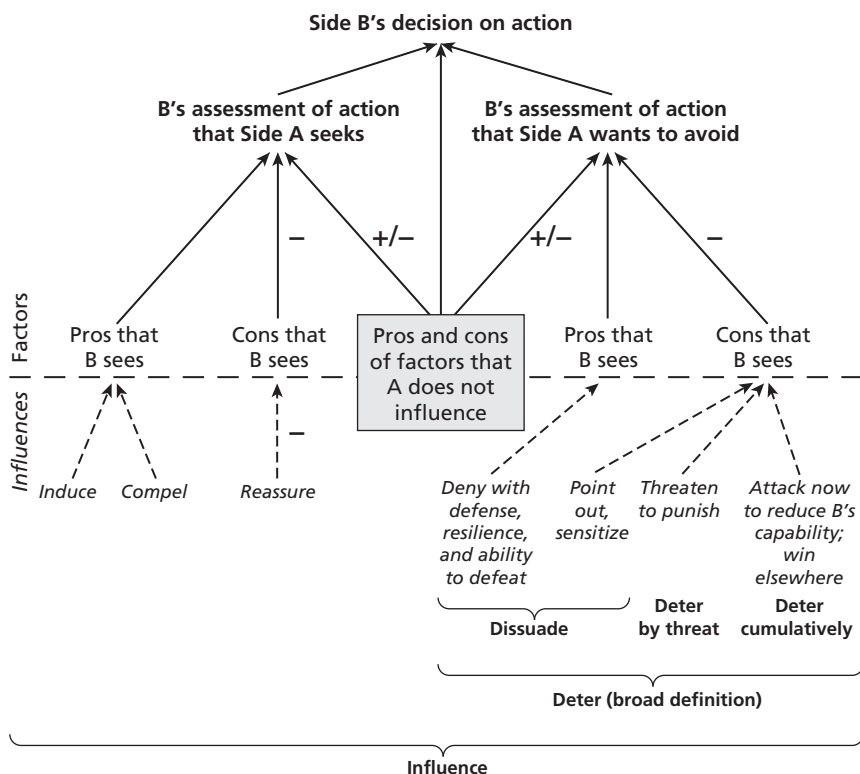 Side B’s decision on action
B’s assessment of action
that Side A seeks
B’s assessment of action
that Side A wants to avoid
–
+/–
+/–
–
Factors
Pros that
B sees
Cons that
B sees
Pros and cons
of factors that
A does not
influence
Pros that
B sees
Cons that
B sees
Influences
–
Induce
Compel
Reassure
Deny with
defense,
resilience,
and ability
to defeat
Point
out,
sensitize
Threaten
to punish
Attack now
to reduce B’s
capability;
win
elsewhere
Dissuade
Deter
by threat
Deter
cumulatively
Deter (broad definition)
Influence